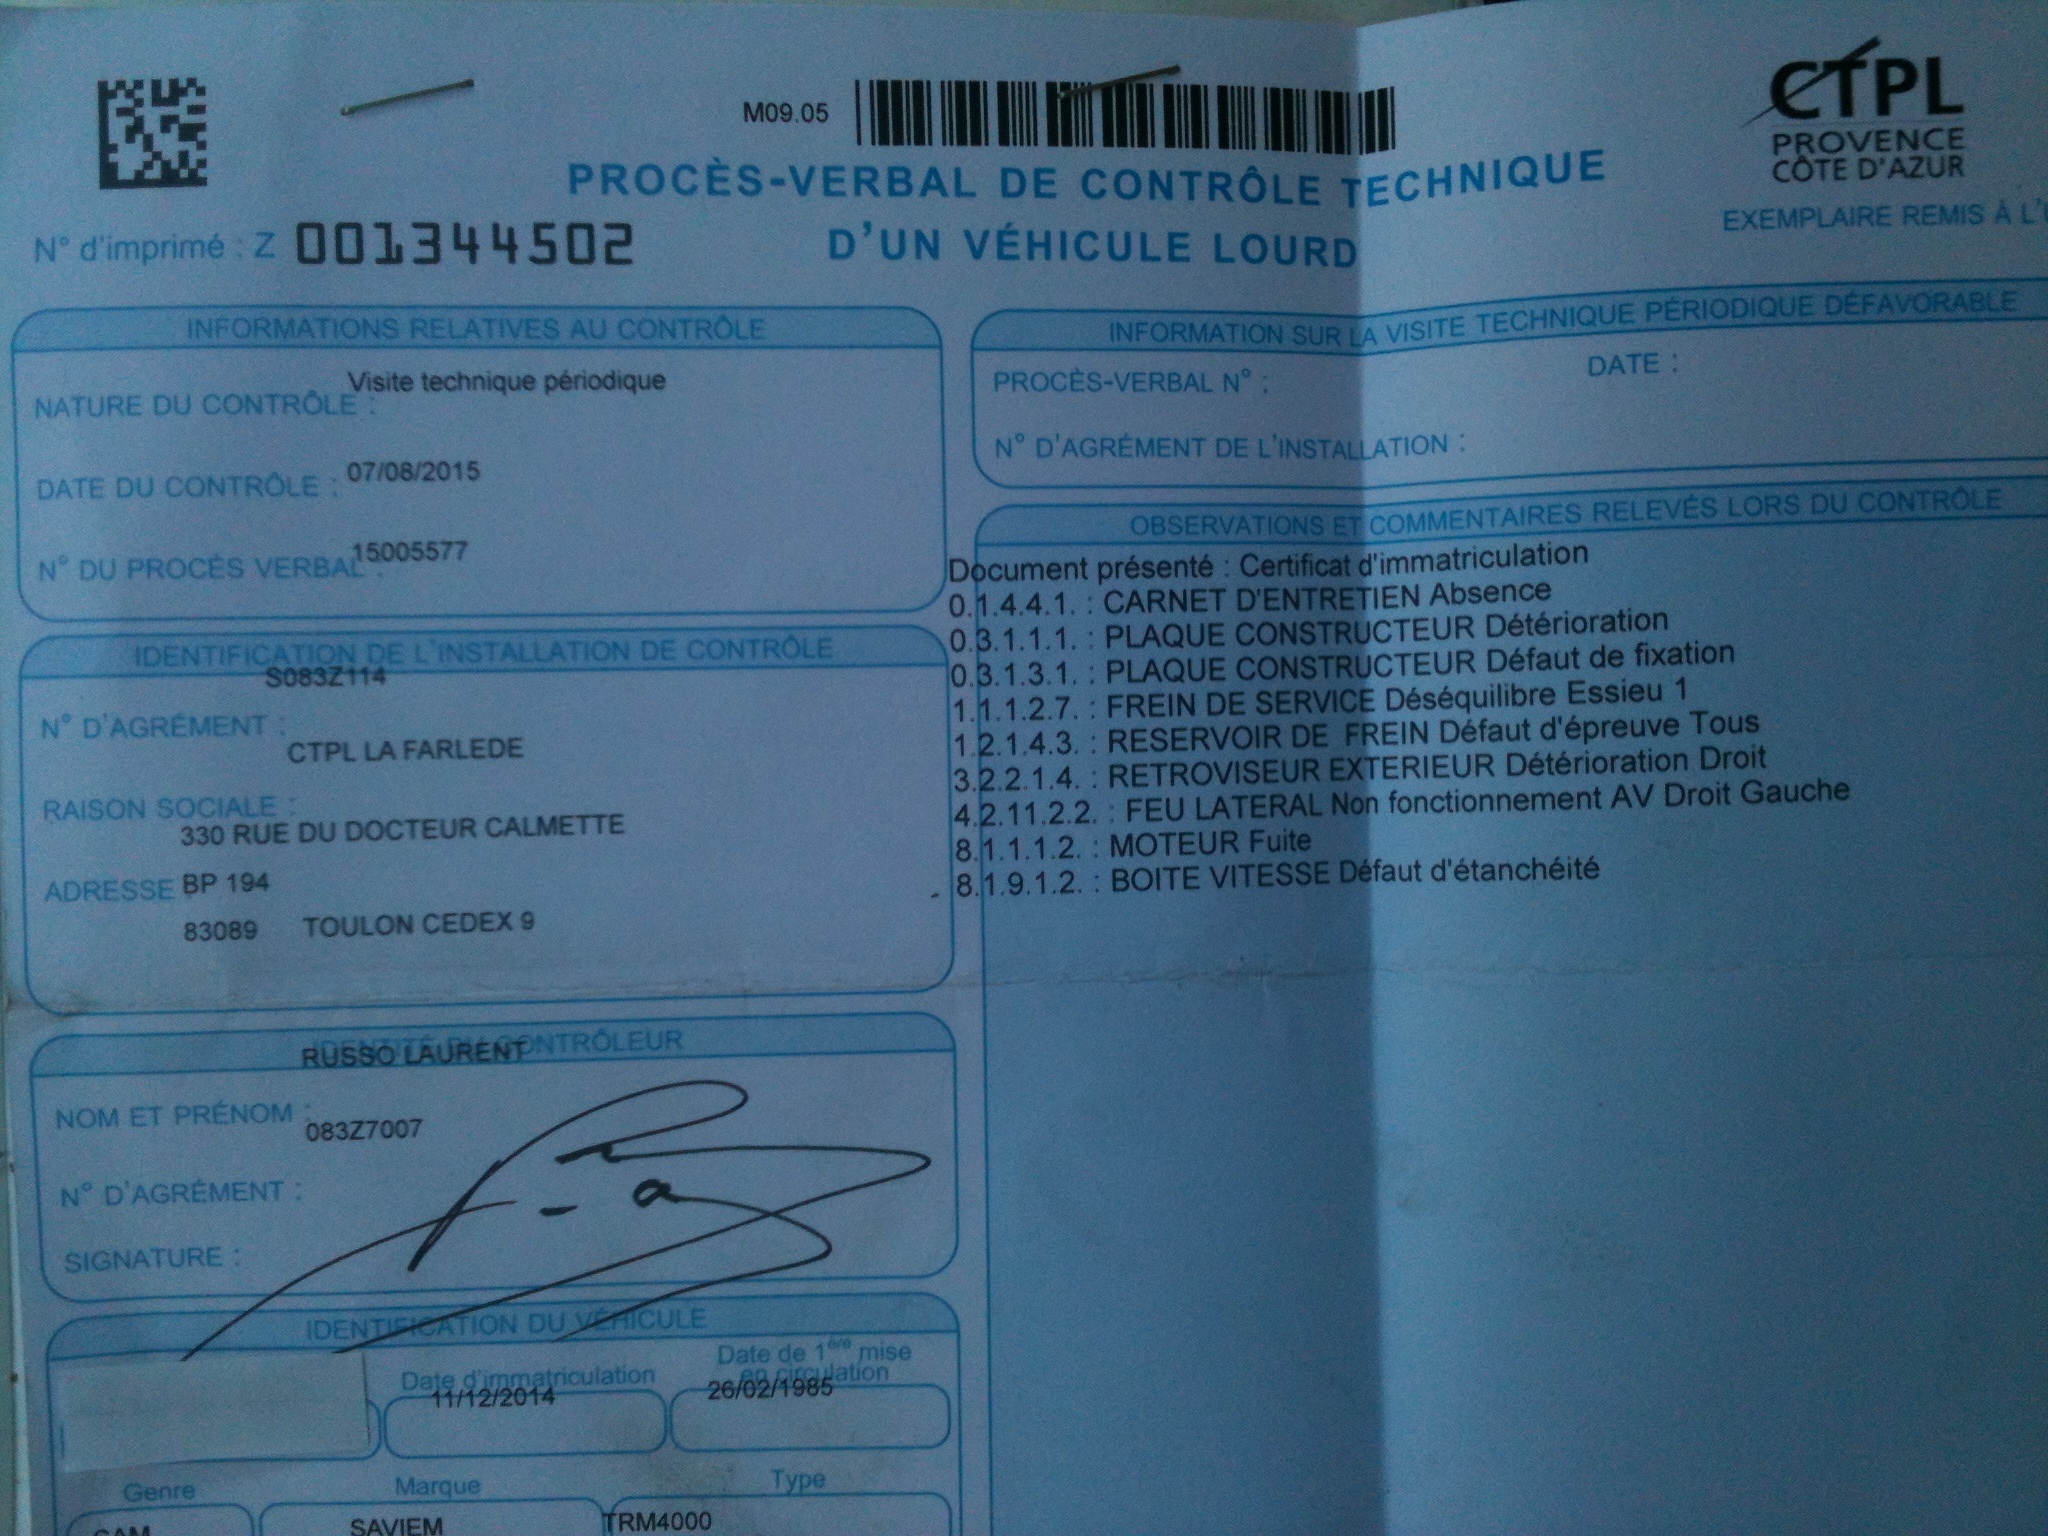 M09.05
CTPL
PROVENCE
CÔTE D'AZUR
PROCÈS-VERBAL DE CONTRÔLE TECHNIQUE
D'UN VÉHICULE LOURD
EXEMPLAIRE REMIS À
N° d'imprimé : Z 001344502
INFORMATIONS RELATIVES AU CONTRÔLE
NATURE DU CONTRÔLE : Visite technique périodique
DATE DU CONTRÔLE : 07/08/2015
N° DU PROCÈS VERBAL : 15005577
IDENTIFICATION DE L'INSTALLATION DE CONTRÔLE
S083Z114
N° D'AGRÉMENT :
CTPL LA FARLEDE
RAISON SOCIALE :
330 RUE DU DOCTEUR CALMETTE
ADRESSE BP 194
83089 TOULON CEDEX 9
IDENTITÉ DU CONTRÔLEUR
RUSSO LAURENT
NOM ET PRÉNOM :
083Z7007
N° D'AGRÉMENT :
SIGNATURE :
IDENTIFICATION DU VÉHICULE
Date d'immatriculation
11/12/2014
Date de 1ère mise
en circulation
26/02/1985
Genre
CAM
Marque
SAVIEM
Type
TRM4000
INFORMATION SUR LA VISITE TECHNIQUE PÉRIODIQUE DÉFAVORABLE
PROCÈS-VERBAL N° : DATE :
N° D'AGRÉMENT DE L'INSTALLATION :
OBSERVATIONS ET COMMENTAIRES RELEVÉS LORS DU CONTRÔLE
Document présenté : Certificat d'immatriculation
0.1.4.4.1. : CARNET D'ENTRETIEN Absence
0.3.1.1.1. : PLAQUE CONSTRUCTEUR Détérioration
0.3.1.3.1. : PLAQUE CONSTRUCTEUR Défaut de fixation
1.1.1.2.7. : FREIN DE SERVICE Déséquilibre Essieu 1
1.2.1.4.3. : RESERVOIR DE FREIN Défaut d'épreuve Tous
3.2.2.1.4. : RETROVISEUR EXTERIEUR Détérioration Droit
4.2.11.2.2. : FEU LATERAL Non fonctionnement AV Droit Gauche
8.1.1.1.2. : MOTEUR Fuite
8.1.9.1.2. : BOITE VITESSE Défaut d'étanchéité